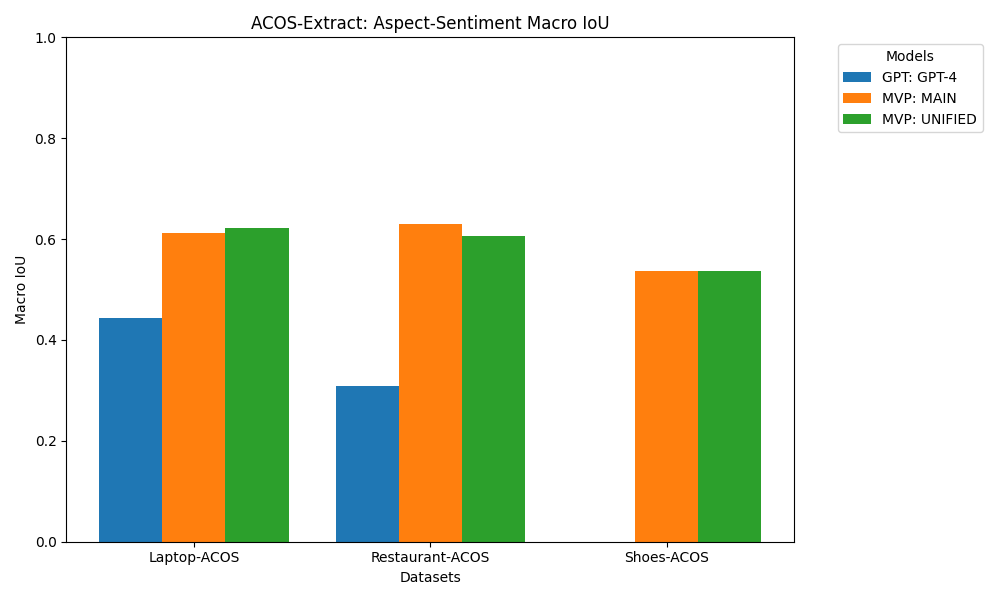 ACOS-Extract: Aspect-Sentiment Macro IoU
Models
GPT: GPT-4
MVP: MAIN
MVP: UNIFIED
Macro IoU
1.0
0.8
0.6
0.4
0.2
0.0
Laptop-ACOS
Restaurant-ACOS
Shoes-ACOS
Datasets